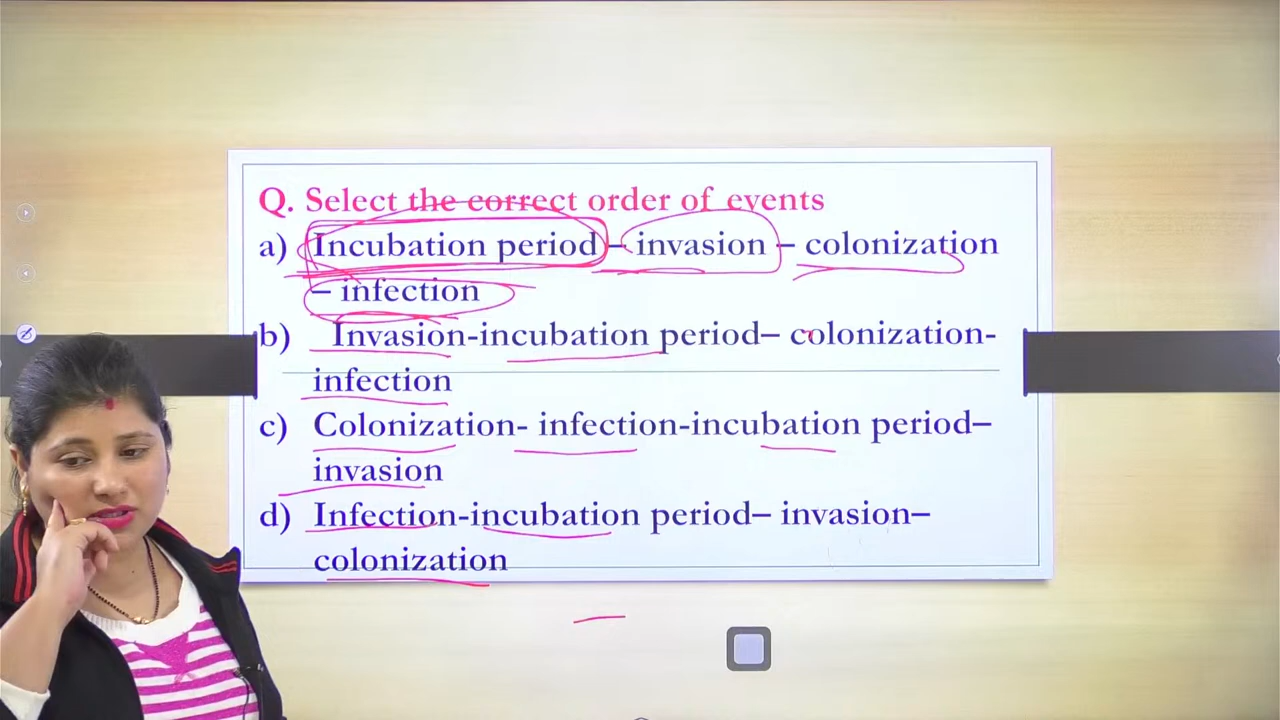 Q. Select the correct order of events
a) Incubation period – invasion – colonization
– infection
b) Invasion-incubation period– colonization-
infection
c) Colonization- infection-incubation period–
invasion
d) Infection-incubation period– invasion–
colonization